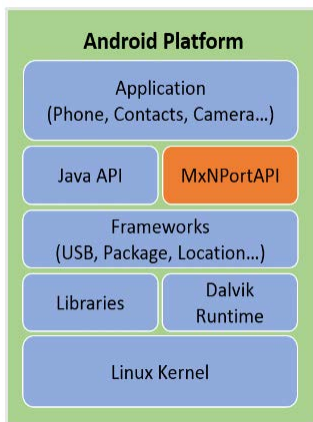 Android Platform
Application
(Phone, Contacts, Camera...)
Java API
MxNPortAPI
Frameworks
(USB, Package, Location...)
Libraries
Dalvik
Runtime
Linux Kernel